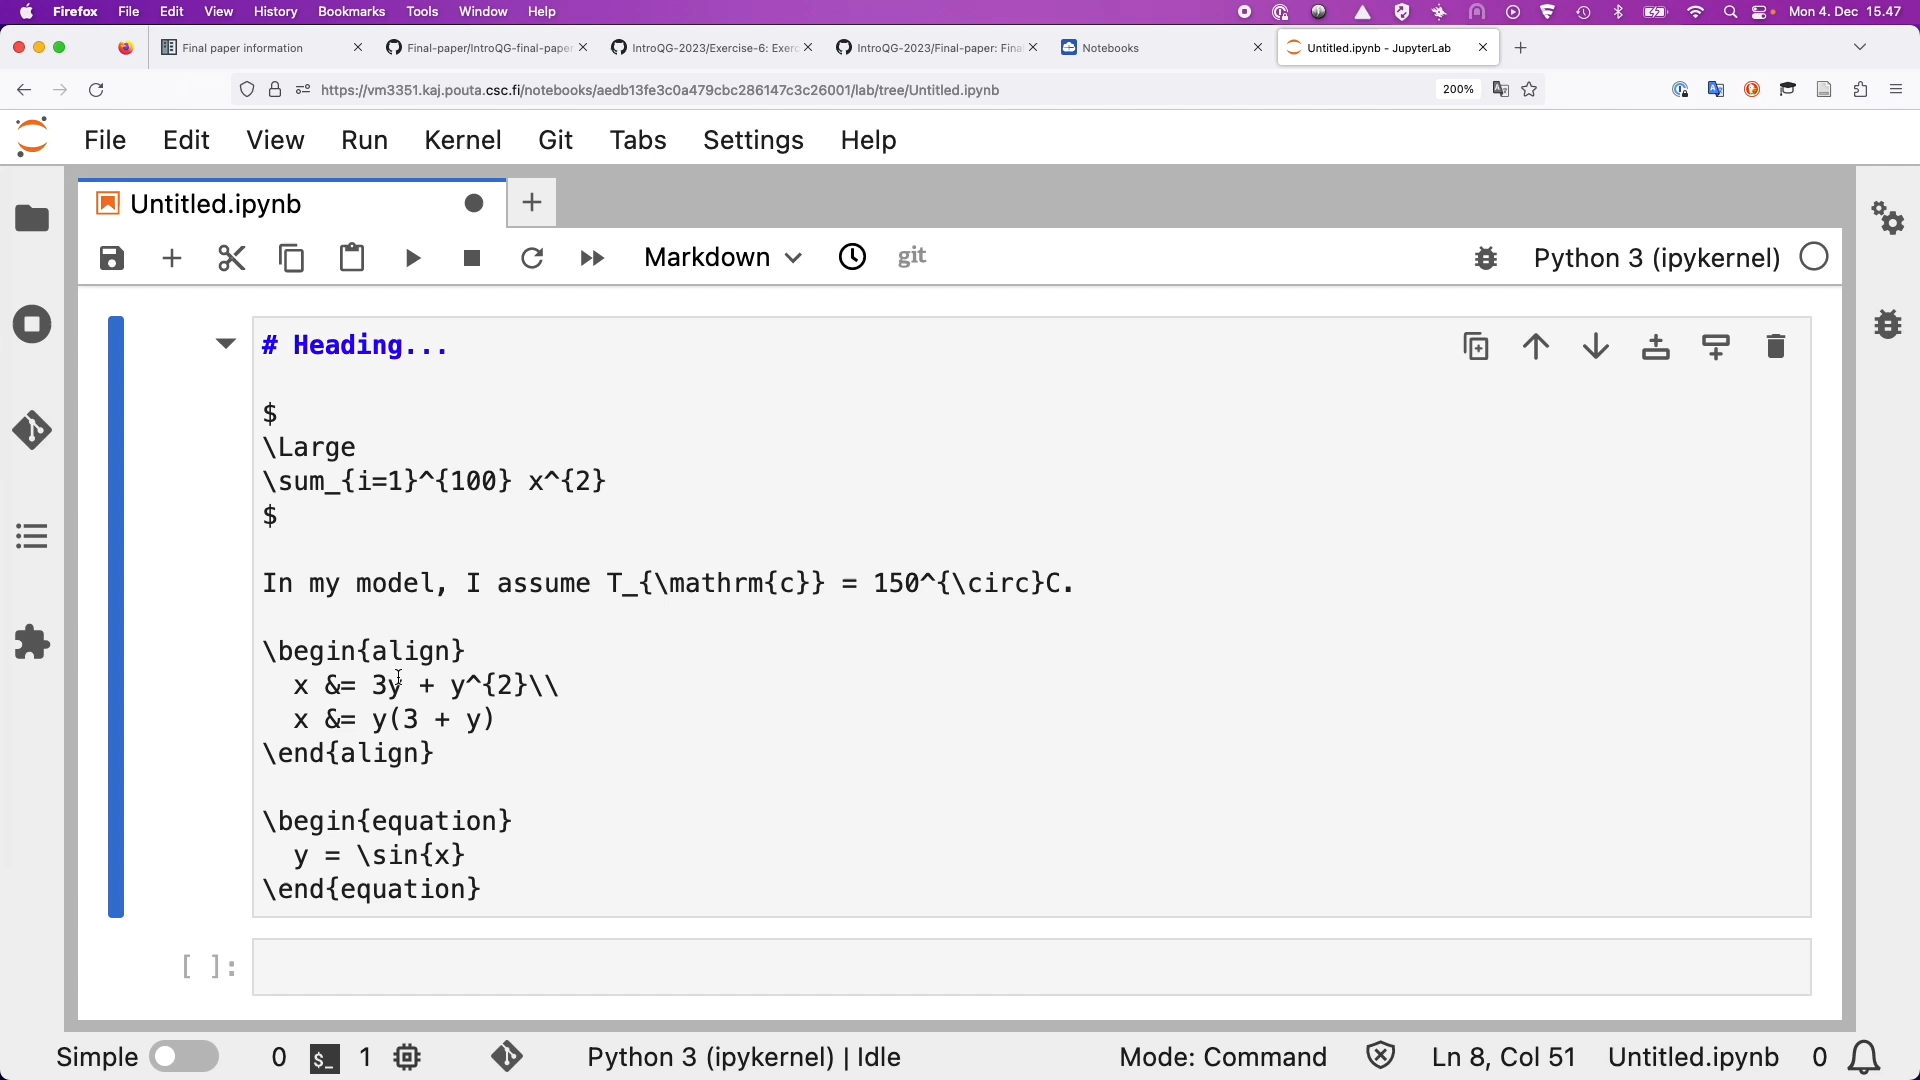 Firefox File Edit View History Bookmarks Tools Window Help Mon 4. Dec 15.47
Final paper information Final-paper/IntroQG-final-paper IntroQG-2023/Exercise-6: Exerc IntroQG-2023/Final-paper: Fina Notebooks Untitled.ipynb - JupyterLab
https://vm3351.kaj.pouta.csc.fi/notebooks/aedb13fe3c0a479cbc286147c3c26001/lab/tree/Untitled.ipynb 200%
File Edit View Run Kernel Git Tabs Settings Help
Untitled.ipynb
Markdown git Python 3 (ipykernel)
# Heading...
$
\Large
\sum_{i=1}^{100} x^{2}
$
In my model, I assume T_{\mathrm{c}} = 150^{\circ}C.
\begin{align}
x &= 3y + y^{2}\\
x &= y(3 + y)
\end{align}
\begin{equation}
y = \sin{x}
\end{equation}
[ ]:
Simple 0 $_ 1 Python 3 (ipykernel) | Idle Mode: Command Ln 8, Col 51 Untitled.ipynb 0